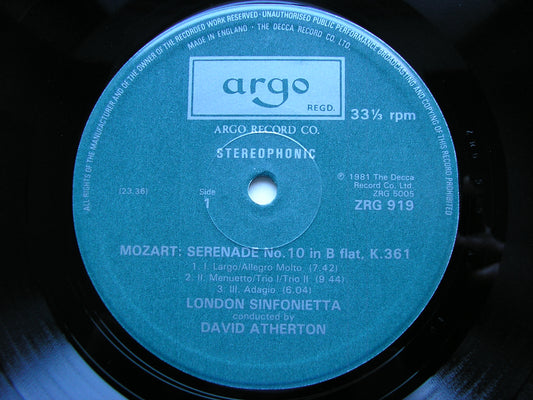 ALL RIGHTS OF THE MANUFACTURER AND OF THE OWNER OF THE RECORDED WORK RESERVED · UNAUTHORISED PUBLIC PERFORMANCE BROADCASTING AND COPYING OF THIS RECORD PROHIBITED
MADE IN ENGLAND · THE DECCA RECORD CO. LTD.
argo
REGD.
33⅓ rpm
ARGO RECORD CO.
STEREOPHONIC
℗ 1981 The Decca
Record Co. Ltd.
ZRG 5005
(23.36)
Side
1
ZRG 919
MOZART: SERENADE No.10 in B flat, K.361
1. I. Largo/Allegro Molto (7:42)
2. II. Menuetto/Trio I/Trio II (9 44)
3. III. Adagio. (6.04)
LONDON SINFONIETTA
conducted by
DAVID ATHERTON